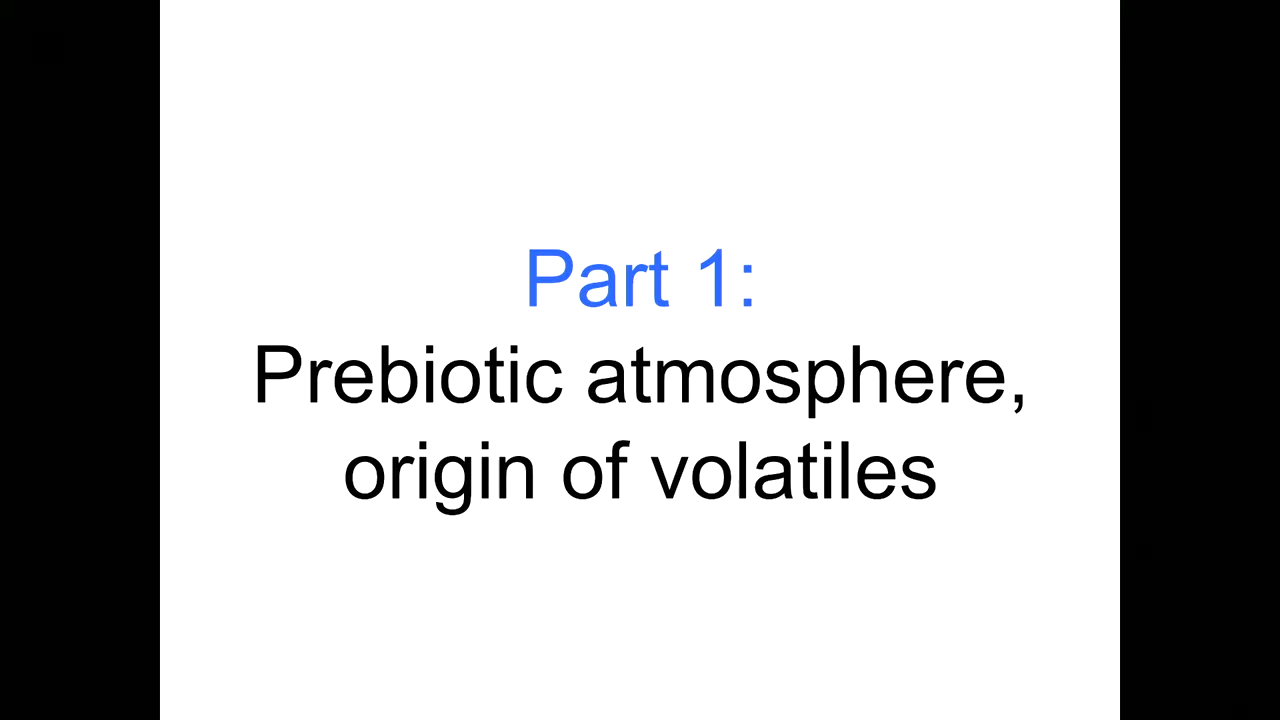 Part 1:
Prebiotic atmosphere,
origin of volatiles